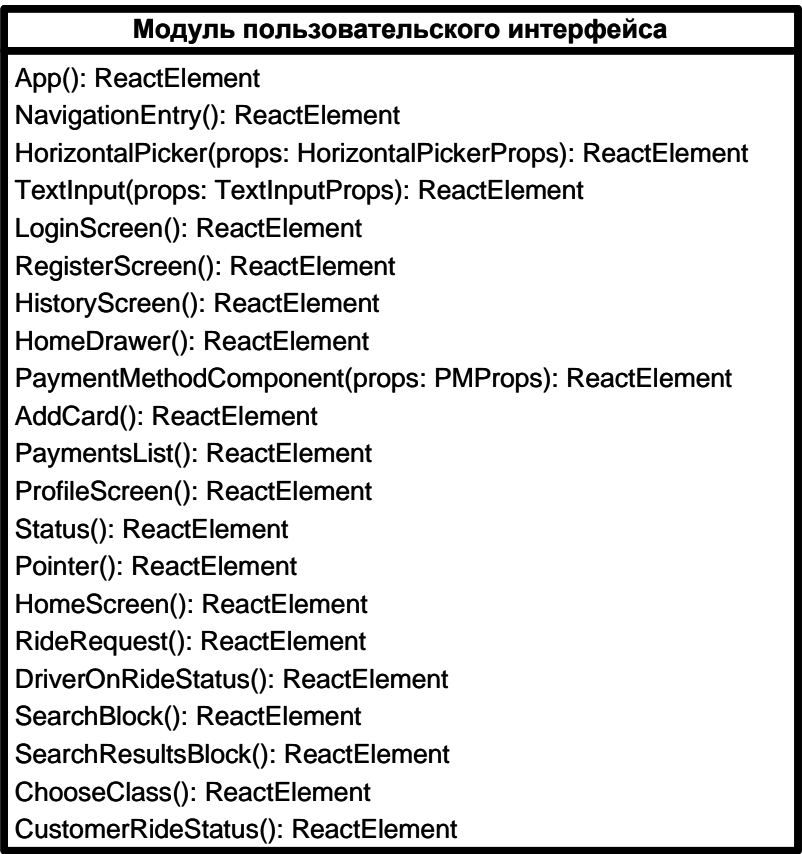 Модуль пользовательского интерфейса
App(): ReactElement
NavigationEntry(): ReactElement
HorizontalPicker(props: HorizontalPickerProps): ReactElement
TextInput(props: TextInputProps): ReactElement
LoginScreen(): ReactElement
RegisterScreen(): ReactElement
HistoryScreen(): ReactElement
HomeDrawer(): ReactElement
PaymentMethodComponent(props: PMProps): ReactElement
AddCard(): ReactElement
PaymentsList(): ReactElement
ProfileScreen(): ReactElement
Status(): ReactElement
Pointer(): ReactElement
HomeScreen(): ReactElement
RideRequest(): ReactElement
DriverOnRideStatus(): ReactElement
SearchBlock(): ReactElement
SearchResultsBlock(): ReactElement
ChooseClass(): ReactElement
CustomerRideStatus(): ReactElement